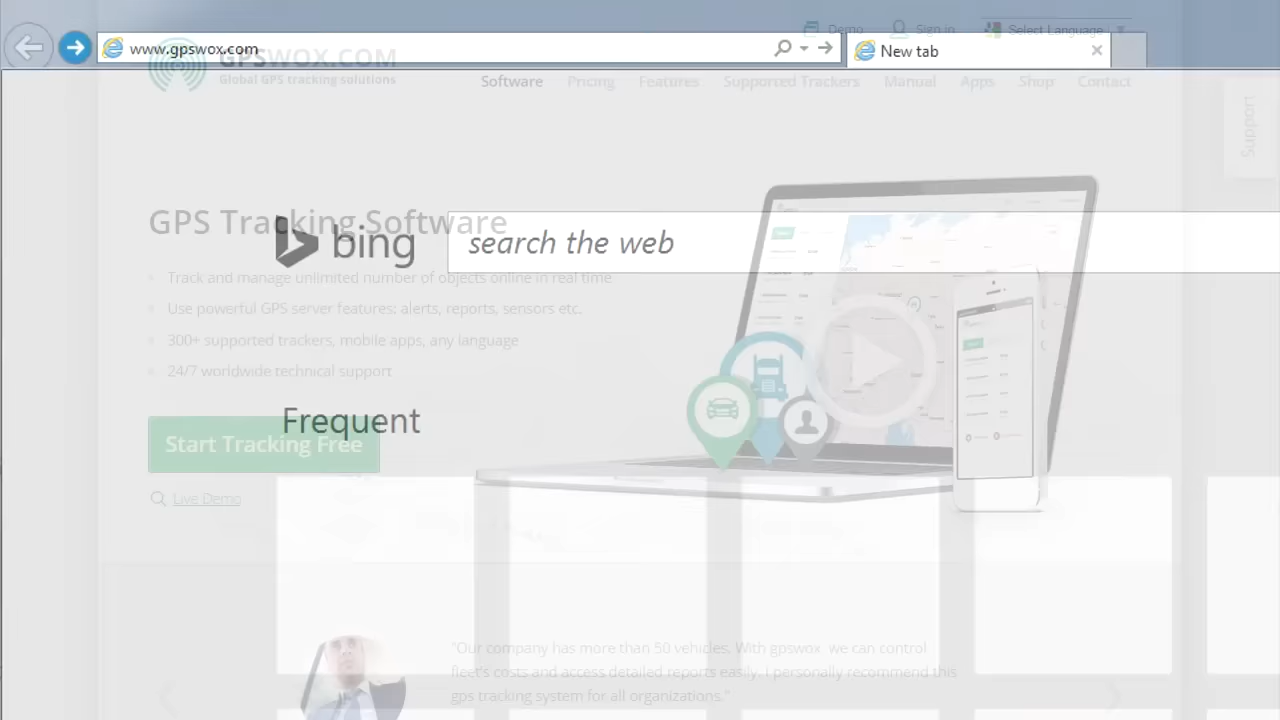 Demo Sign in Select Language
www.gpswox.com
New tab
GPSWOX.COM
Global GPS tracking solutions
Software Pricing Features Supported Trackers Manual Apps Shop Contact
Support
GPS Tracking Software
bing
search the web
Track and manage unlimited number of objects online in real time
Use powerful GPS server features: alerts, reports, sensors etc.
300+ supported trackers, mobile apps, any language
24/7 worldwide technical support
Frequent
Start Tracking Free
Live Demo
"Our company has more than 50 vehicles. With gpswox we can control
fleet's costs and access detailed reports easily. I personally recommend this
gps tracking system for all organizations."